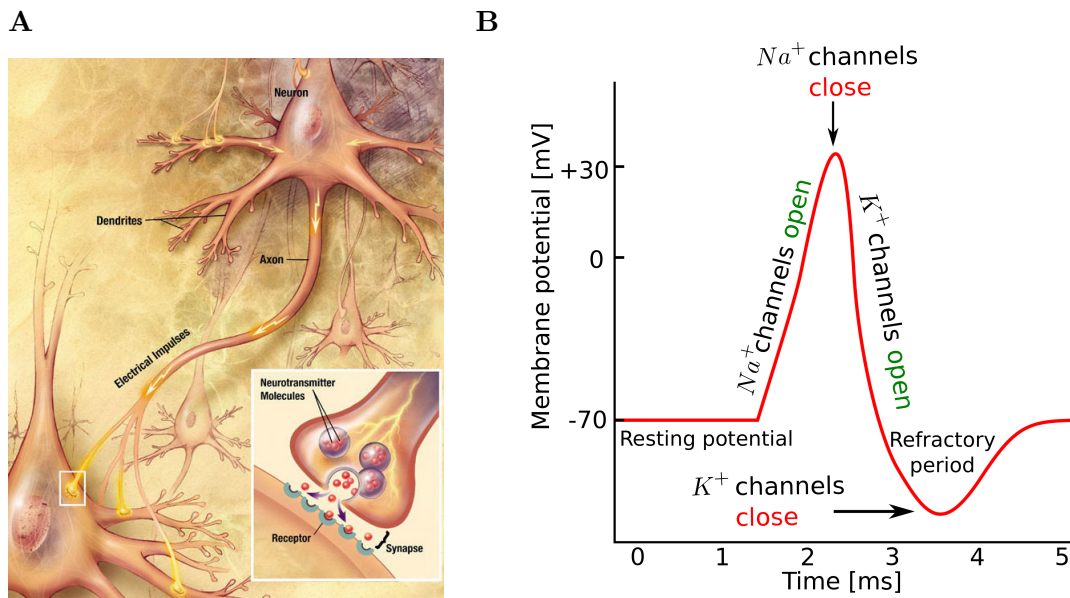 A
Neuron
Dendrites
Axon
Electrical Impulses
Neurotransmitter
Molecules
Receptor
Synapse
B
Na+ channels
close
Membrane potential [mV]
+30
0
-70
Na+ channels open
K+ channels open
Resting potential
Refractory
period
K+ channels
close
0 1 2 3 4 5
Time [ms]